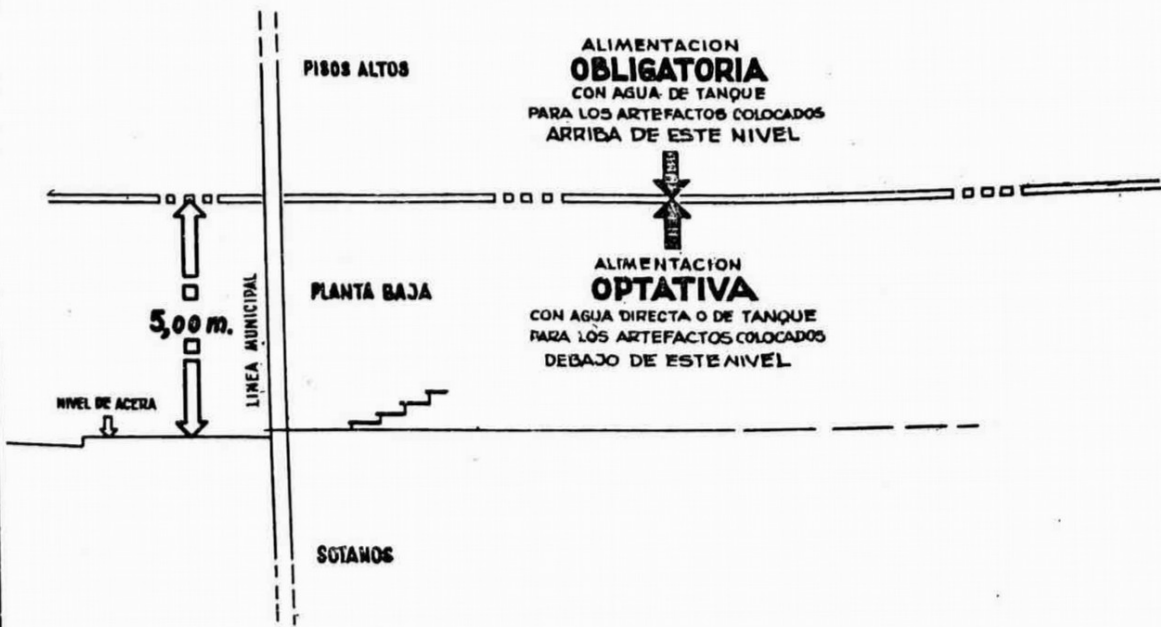 PISOS ALTOS
ALIMENTACION
OBLIGATORIA
CON AGUA DE TANQUE
PARA LOS ARTEFACTOS COLOCADOS
ARRIBA DE ESTE NIVEL
LINEA MUNICIPAL
PLANTA BAJA
5,00 m.
ALIMENTACION
OPTATIVA
CON AGUA DIRECTA O DE TANQUE
PARA LOS ARTEFACTOS COLOCADOS
DEBAJO DE ESTE NIVEL
NIVEL DE ACERA
SOTANOS